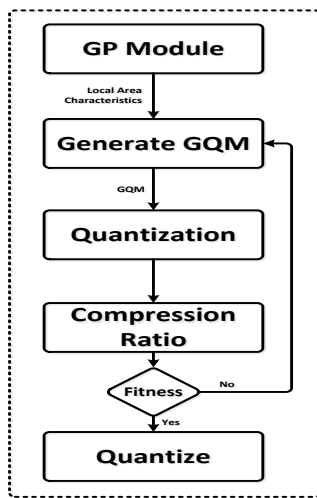 GP Module
Local Area
Characteristics
Generate GQM
GQM
Quantization
Compression
Ratio
Fitness
No
Yes
Quantize